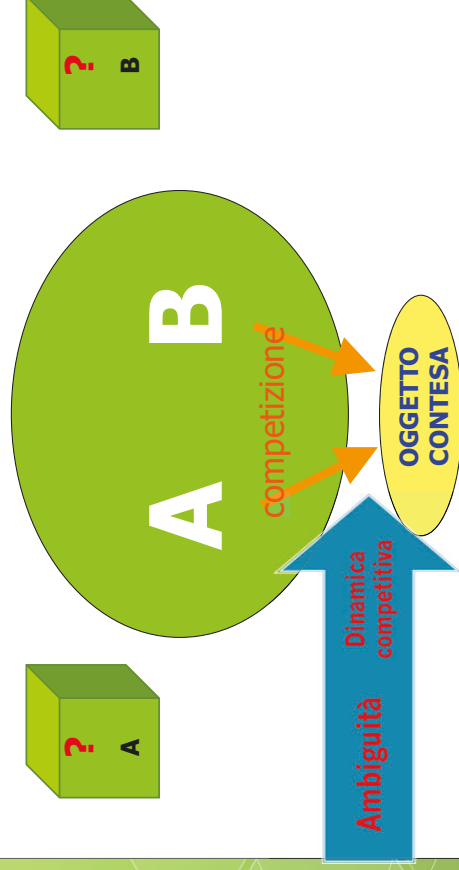 ?
A
?
B
A B
competizione
OGGETTO
CONTESA
Ambiguità
Dinamica
competitiva